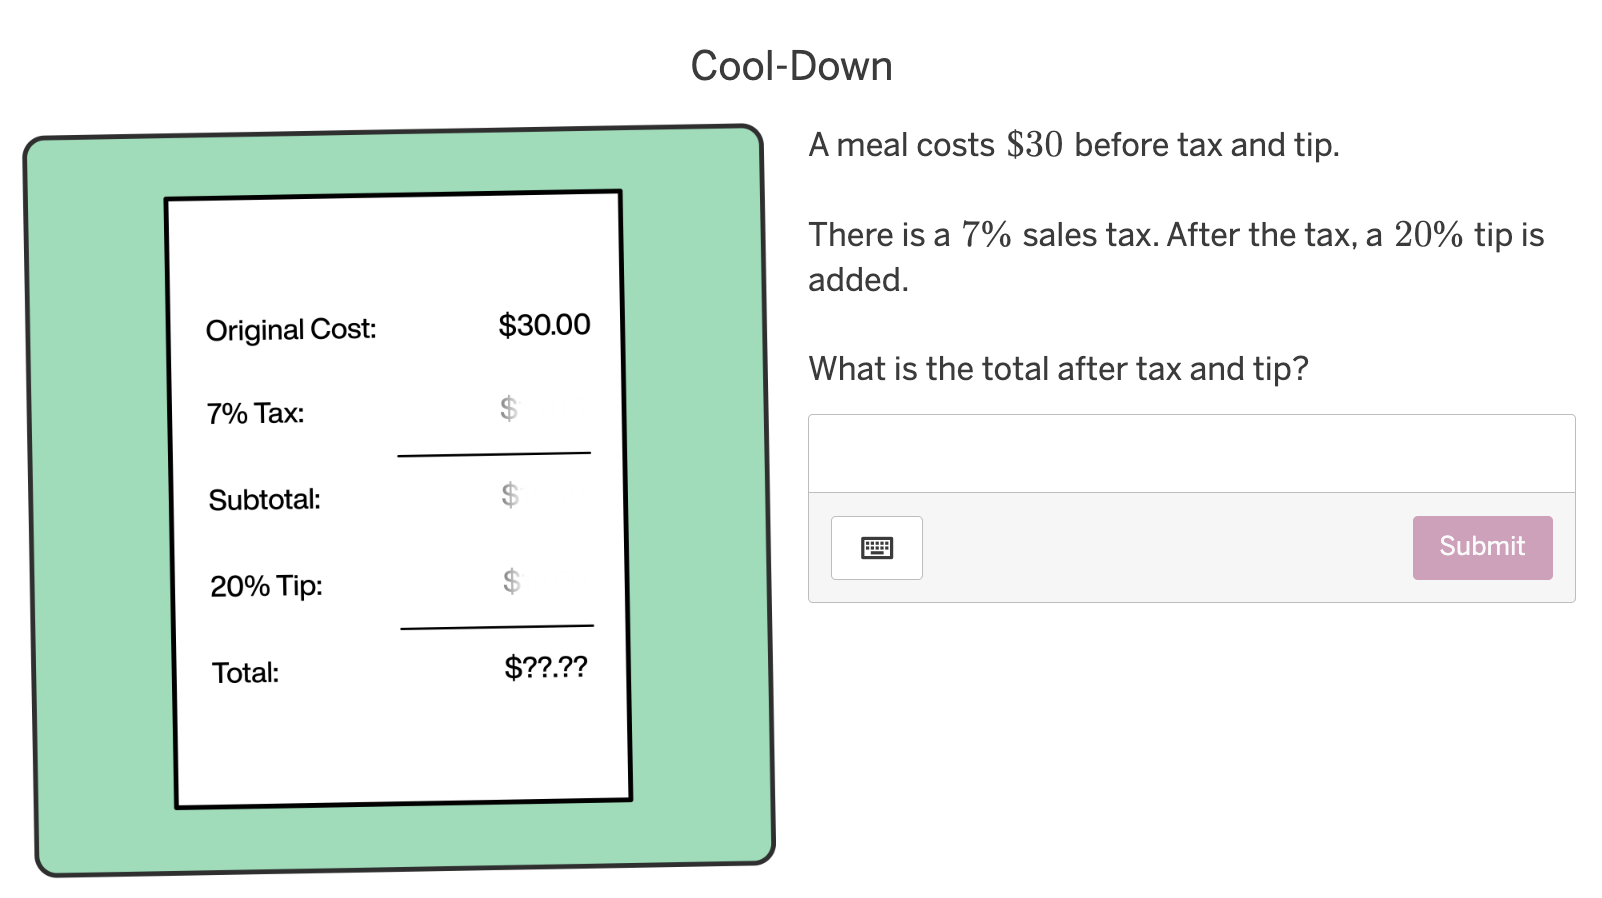 Cool-Down
Original Cost: $30.00
7% Tax: $
Subtotal: $
20% Tip: $
Total: $??.??
A meal costs $30 before tax and tip.
There is a 7% sales tax. After the tax, a 20% tip is
added.
What is the total after tax and tip?
Submit